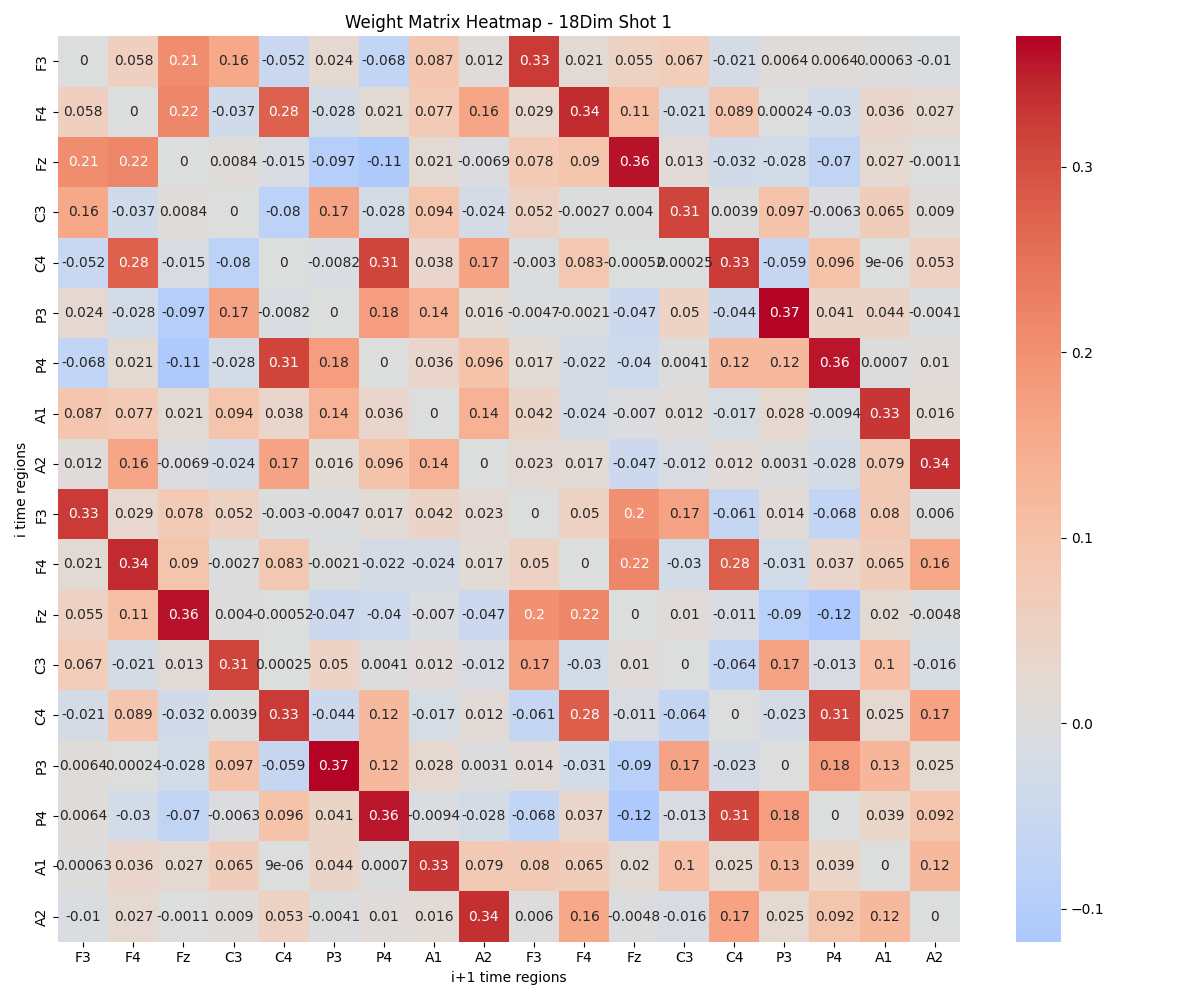 Weight Matrix Heatmap - 18Dim Shot 1
F3 0 0.058 0.21 0.16 -0.052 0.024 -0.068 0.087 0.012 0.33 0.021 0.055 0.067 -0.021 0.0064 0.0064 0.00063 -0.01
F4 0.058 0 0.22 -0.037 0.28 -0.028 0.021 0.077 0.16 0.029 0.34 0.11 -0.021 0.089 0.00024 -0.03 0.036 0.027
Fz 0.21 0.22 0 0.0084 -0.015 -0.097 -0.11 0.021 -0.0069 0.078 0.09 0.36 0.013 -0.032 -0.028 -0.07 0.027 -0.0011
C3 0.16 -0.037 0.0084 0 -0.08 0.17 -0.028 0.094 -0.024 0.052 -0.0027 0.004 0.31 0.0039 0.097 -0.0063 0.065 0.009
C4 -0.052 0.28 -0.015 -0.08 0 -0.0082 0.31 0.038 0.17 -0.003 0.083 -0.00052 0.00025 0.33 -0.059 0.096 9e-06 0.053
P3 0.024 -0.028 -0.097 0.17 -0.0082 0 0.18 0.14 0.016 -0.0047 -0.0021 -0.047 0.05 -0.044 0.37 0.041 0.044 -0.0041
P4 -0.068 0.021 -0.11 -0.028 0.31 0.18 0 0.036 0.096 0.017 -0.022 -0.04 0.0041 0.12 0.12 0.36 0.0007 0.01
A1 0.087 0.077 0.021 0.094 0.038 0.14 0.036 0 0.14 0.042 -0.024 -0.007 0.012 -0.017 0.028 -0.0094 0.33 0.016
A2 0.012 0.16 -0.0069 -0.024 0.17 0.016 0.096 0.14 0 0.023 0.017 -0.047 -0.012 0.012 0.0031 -0.028 0.079 0.34
F3 0.33 0.029 0.078 0.052 -0.003 -0.0047 0.017 0.042 0.023 0 0.05 0.2 0.17 -0.061 0.014 -0.068 0.08 0.006
F4 0.021 0.34 0.09 -0.0027 0.083 -0.0021 -0.022 -0.024 0.017 0.05 0 0.22 -0.03 0.28 -0.031 0.037 0.065 0.16
Fz 0.055 0.11 0.36 0.004 -0.00052 -0.047 -0.04 -0.007 -0.047 0.2 0.22 0 0.01 -0.011 -0.09 -0.12 0.02 -0.0048
C3 0.067 -0.021 0.013 0.31 0.00025 0.05 0.0041 0.012 -0.012 0.17 -0.03 0.01 0 -0.064 0.17 -0.013 0.1 -0.016
C4 -0.021 0.089 -0.032 0.0039 0.33 -0.044 0.12 -0.017 0.012 -0.061 0.28 -0.011 -0.064 0 -0.023 0.31 0.025 0.17
P3 0.0064 0.00024 -0.028 0.097 -0.059 0.37 0.12 0.028 0.0031 0.014 -0.031 -0.09 0.17 -0.023 0 0.18 0.13 0.025
P4 0.0064 -0.03 -0.07 -0.0063 0.096 0.041 0.36 -0.0094 -0.028 -0.068 0.037 -0.12 -0.013 0.31 0.18 0 0.039 0.092
A1 -0.00063 0.036 0.027 0.065 9e-06 0.044 0.0007 0.33 0.079 0.08 0.065 0.02 0.1 0.025 0.13 0.039 0 0.12
A2 -0.01 0.027 -0.0011 0.009 0.053 -0.0041 0.01 0.016 0.34 0.006 0.16 -0.0048 -0.016 0.17 0.025 0.092 0.12 0
F3 F4 Fz C3 C4 P3 P4 A1 A2 F3 F4 Fz C3 C4 P3 P4 A1 A2
i+1 time regions
i time regions
0.3
0.2
0.1
0.0
−0.1